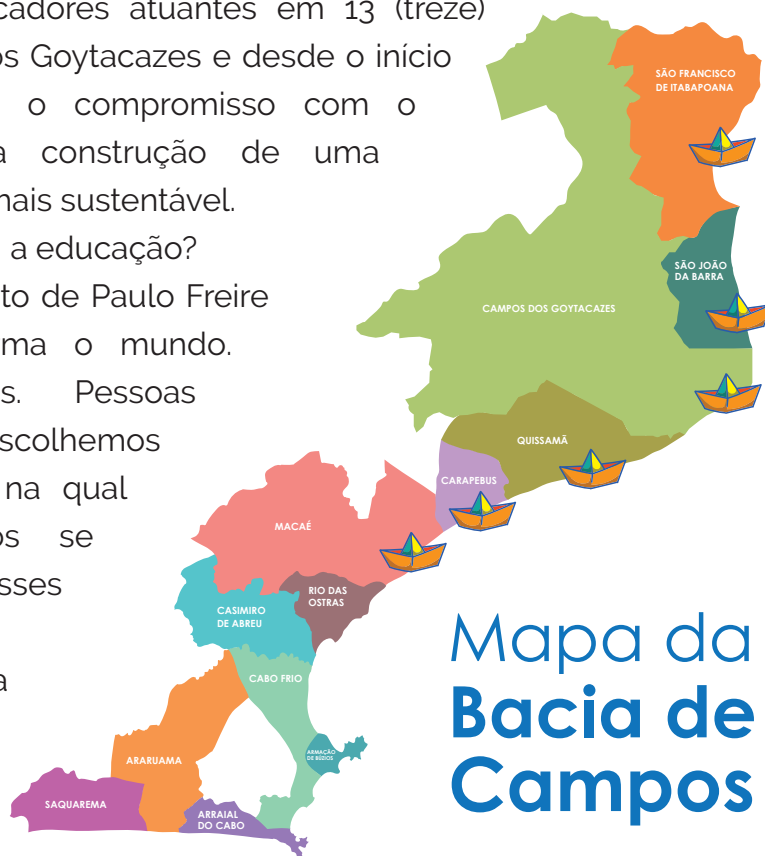 cadores atuantes em 13 (treze)
os Goytacazes e desde o início
o compromisso com o
a construção de uma
mais sustentável.
a educação?
to de Paulo Freire
ma o mundo.
s. Pessoas
scolhemos
na qual
os se
sses
a
SÃO FRANCISCO
DE ITABAPOANA
SÃO JOÃO
DA BARRA
CAMPOS DOS GOYTACAZES
QUISSAMÃ
CARAPEBUS
MACAÉ
RIO DAS
OSTRAS
CASIMIRO
DE ABREU
CABO FRIO
ARMAÇÃO
DE BÚZIOS
ARARUAMA
SAQUAREMA
ARRAIAL
DO CABO
Mapa da
Bacia de
Campos